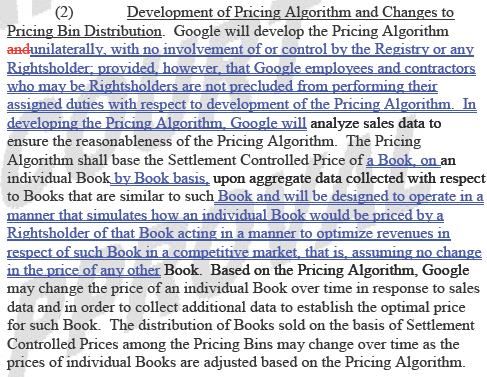 (2) Development of Pricing Algorithm and Changes to
Pricing Bin Distribution. Google will develop the Pricing Algorithm
andunilaterally, with no involvement of or control by the Registry or any
Rightsholder; provided, however, that Google employees and contractors
who may be Rightsholders are not precluded from performing their
assigned duties with respect to development of the Pricing Algorithm. In
developing the Pricing Algorithm, Google will analyze sales data to
ensure the reasonableness of the Pricing Algorithm. The Pricing
Algorithm shall base the Settlement Controlled Price of a Book, on an
individual Book by Book basis, upon aggregate data collected with respect
to Books that are similar to such Book and will be designed to operate in a
manner that simulates how an individual Book would be priced by a
Rightsholder of that Book acting in a manner to optimize revenues in
respect of such Book in a competitive market, that is, assuming no change
in the price of any other Book. Based on the Pricing Algorithm, Google
may change the price of an individual Book over time in response to sales
data and in order to collect additional data to establish the optimal price
for such Book. The distribution of Books sold on the basis of Settlement
Controlled Prices among the Pricing Bins may change over time as the
prices of individual Books are adjusted based on the Pricing Algorithm.